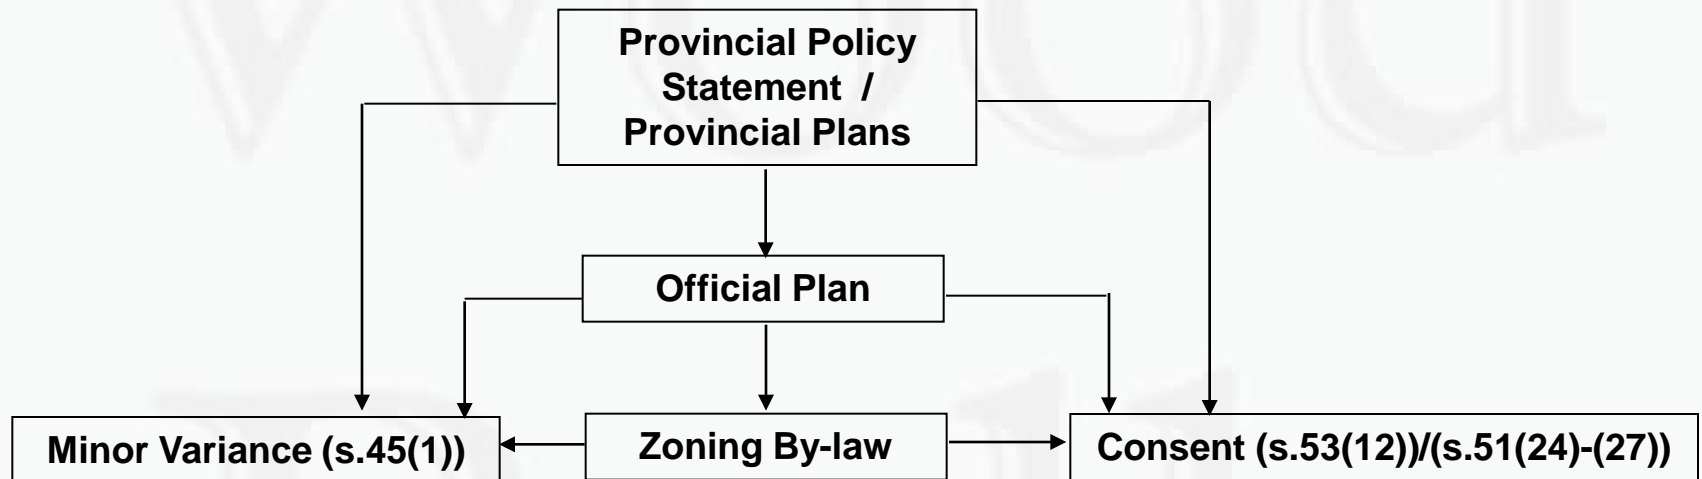 Provincial Policy
Statement /
Provincial Plans
Official Plan
Minor Variance (s.45(1))
Zoning By-law
Consent (s.53(12))/(s.51(24)-(27))